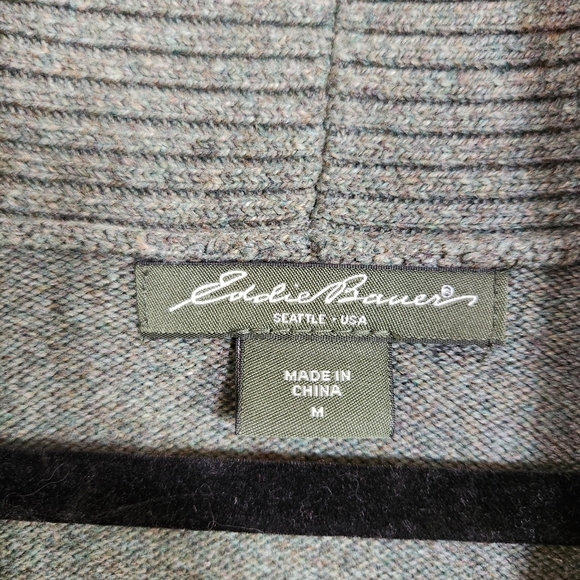 Eddie Bauer®
SEATTLE · USA
MADE IN
CHINA
M